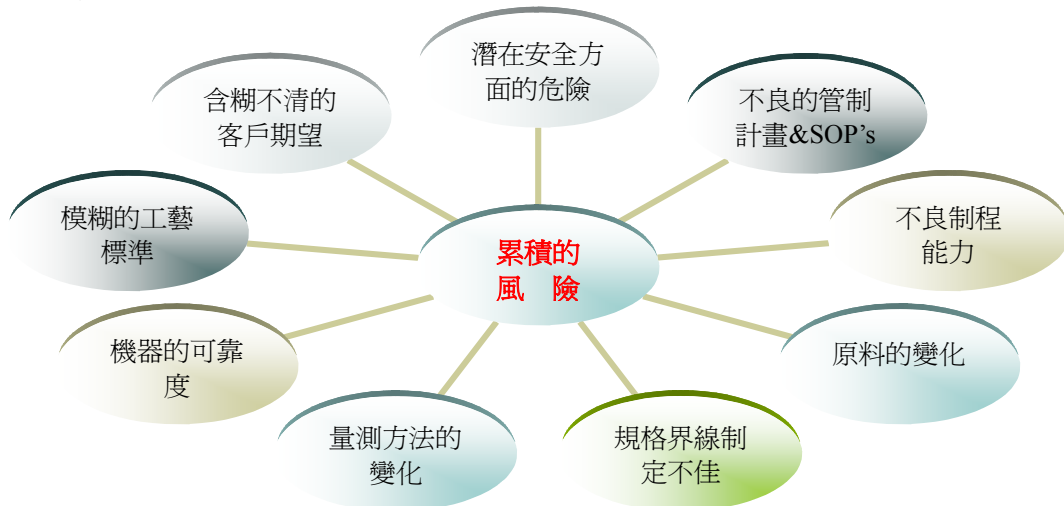 潛在安全方
面的危險
含糊不清的
客戶期望
不良的管制
計畫&SOP’s
模糊的工藝
標準
不良制程
能力
累積的
風 險
機器的可靠
度
原料的變化
量測方法的
變化
規格界線制
定不佳